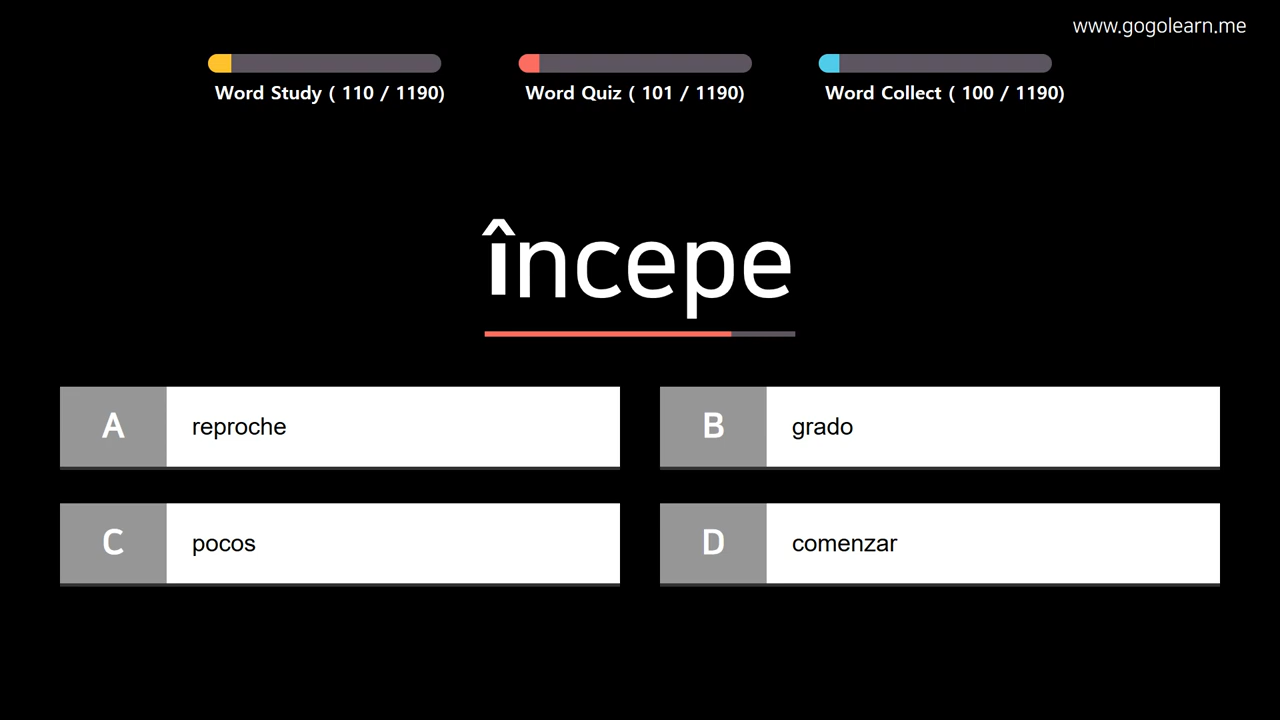 www.gogolearn.me
Word Study ( 110 / 1190)
Word Quiz ( 101 / 1190)
Word Collect ( 100 / 1190)
începe
A
reproche
B
grado
C
pocos
D
comenzar